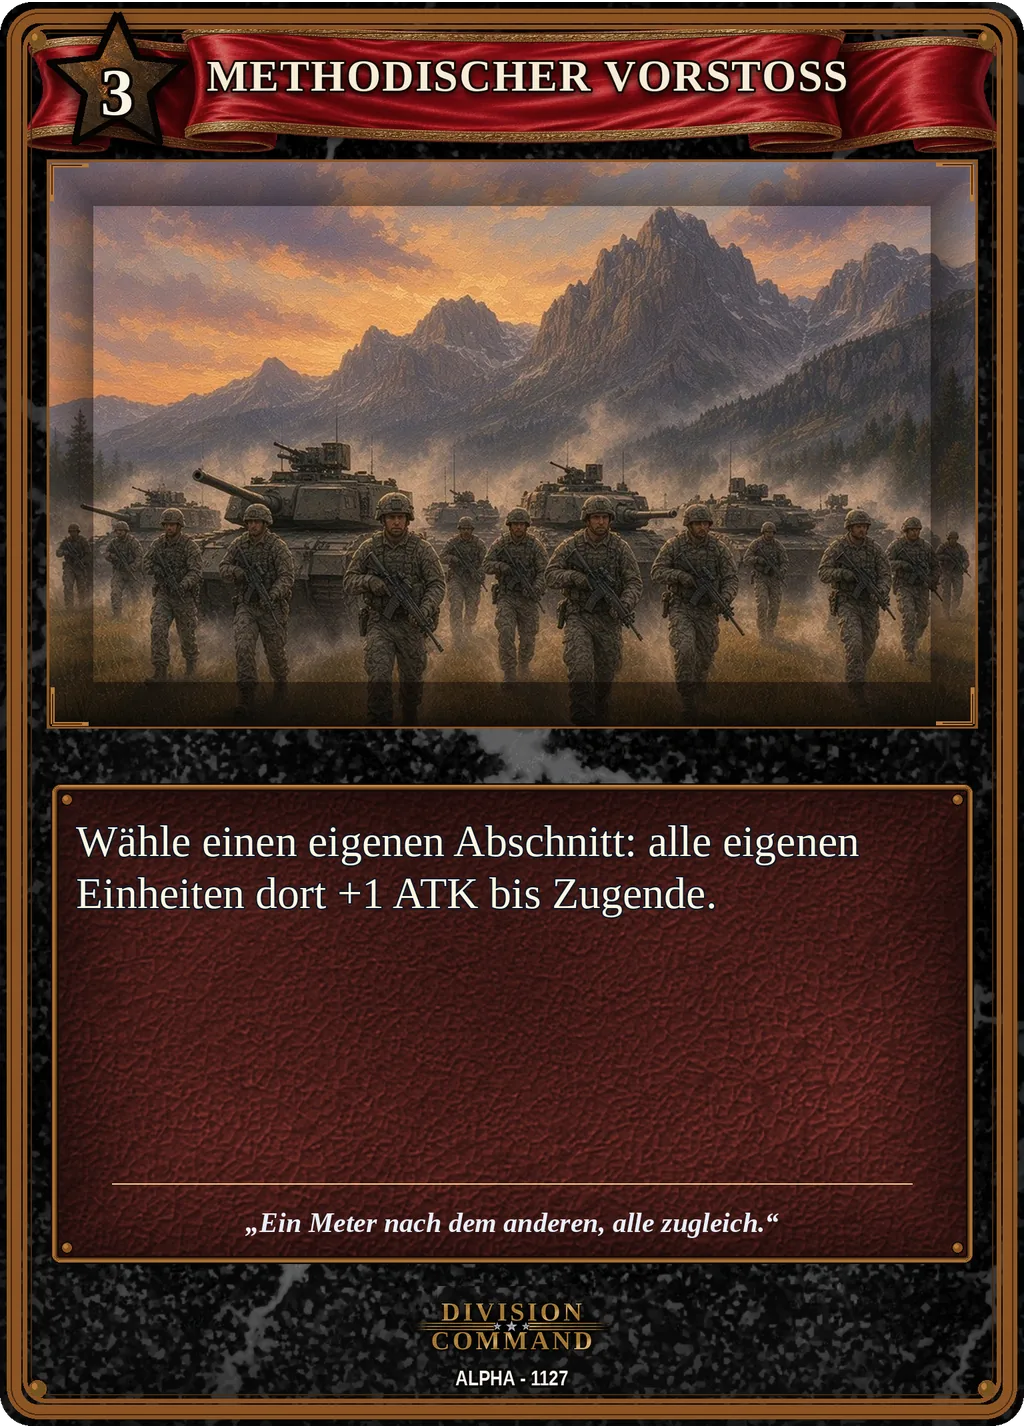 3
METHODISCHER VORSTOSS
Wähle einen eigenen Abschnitt: alle eigenen
Einheiten dort +1 ATK bis Zugende.
„Ein Meter nach dem anderen, alle zugleich.“
DIVISION
COMMAND
ALPHA - 1127